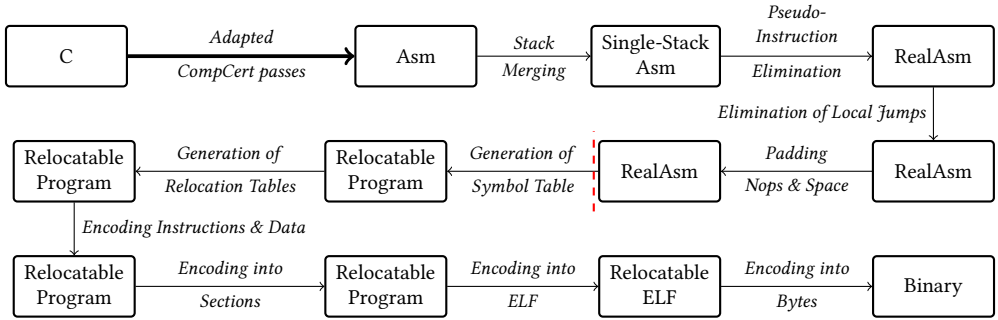 C
Adapted
CompCert passes
Asm
Stack
Merging
Single-Stack
Asm
Pseudo-
Instruction
Elimination
RealAsm
Elimination of Local Jumps
RealAsm
Padding
Nops & Space
RealAsm
Generation of
Symbol Table
Relocatable
Program
Generation of
Relocation Tables
Relocatable
Program
Encoding Instructions & Data
Relocatable
Program
Encoding into
Sections
Relocatable
Program
Encoding into
ELF
Relocatable
ELF
Encoding into
Bytes
Binary